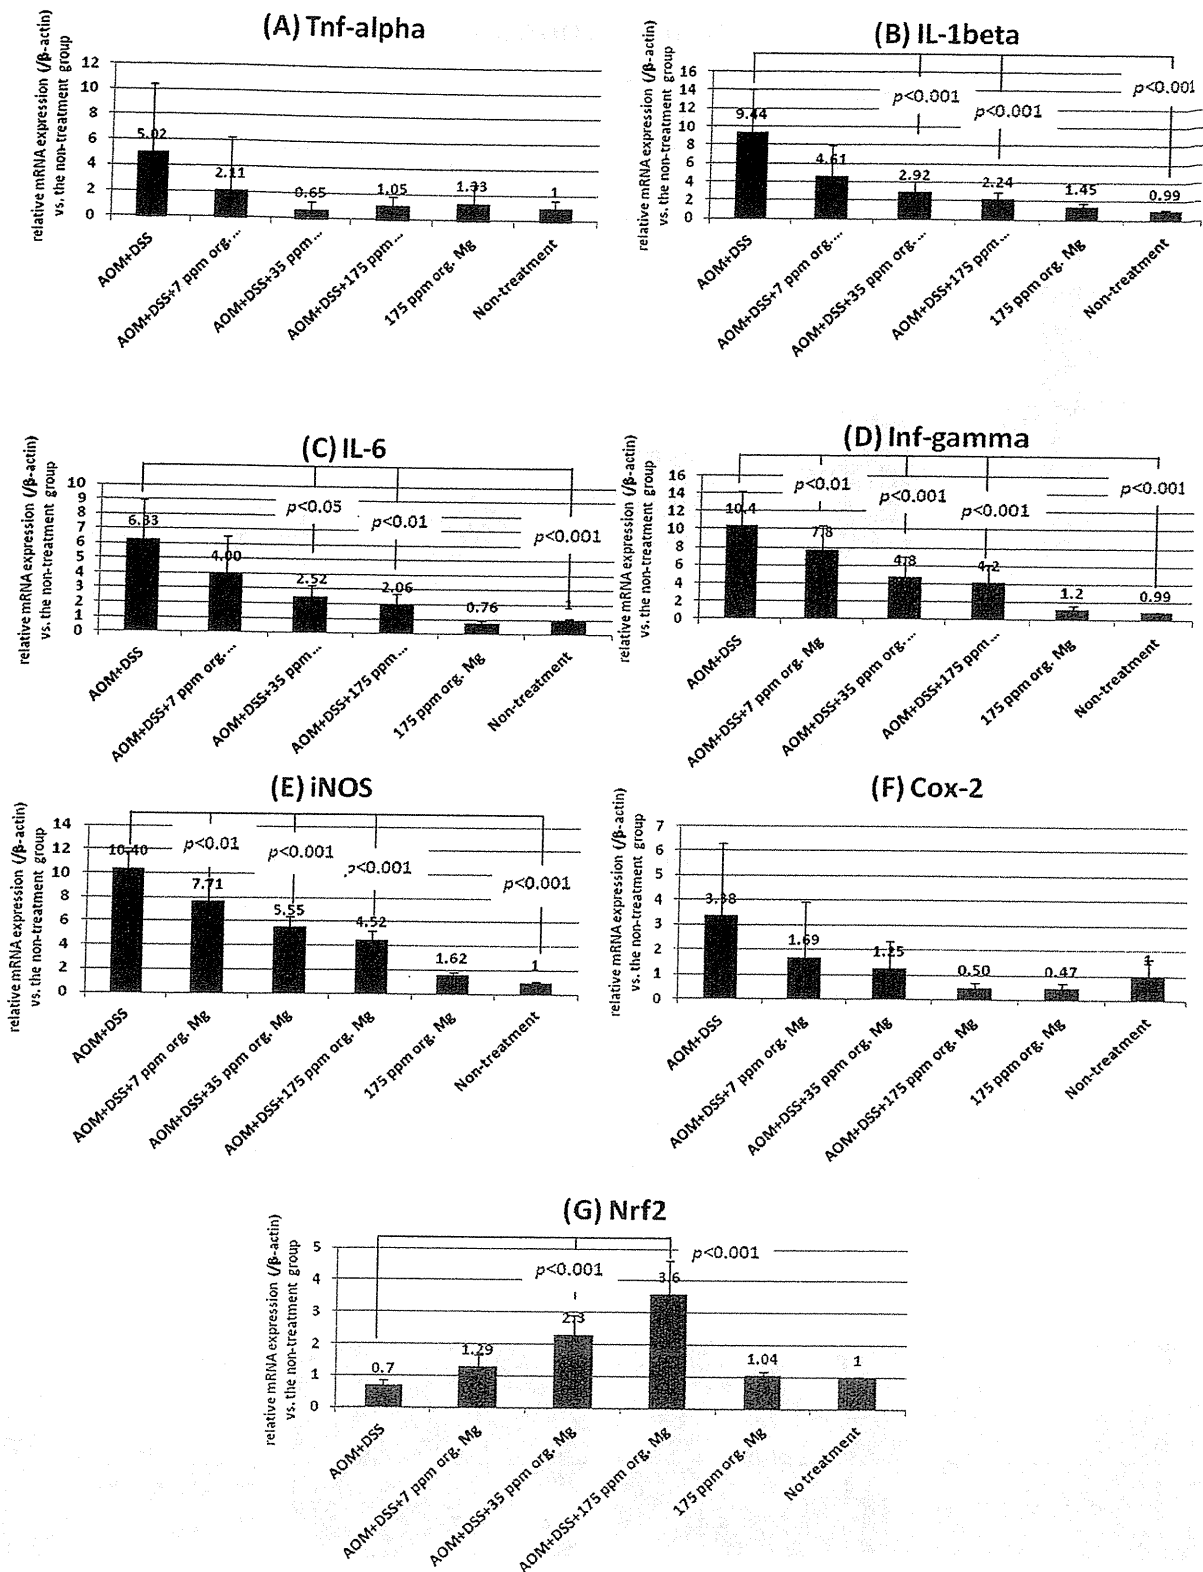 (A) Tnf-alpha
relative mRNA expression (/β-actin)
vs. the non-treatment group
12
10
8
6
4
2
0
5.02
2.11
0.65
1.05
1.33
1
AOM+DSS
AOM+DSS+7 ppm org....
AOM+DSS+35 ppm...
AOM+DSS+175 ppm...
175 ppm org. Mg
Non-treatment
(B) IL-1beta
relative mRNA expression (/β-actin)
vs. the non-treatment group
16
14
12
10
8
6
4
2
0
p<0.001
p<0.001
p<0.001
9.44
4.61
2.92
2.24
1.45
0.99
AOM+DSS
AOM+DSS+7 ppm org....
AOM+DSS+35 ppm org....
AOM+DSS+175 ppm...
175 ppm org. Mg
Non-treatment
(C) IL-6
relative mRNA expression (/β-actin)
vs. the non-treatment group
10
9
8
7
6
5
4
3
2
1
0
p<0.05
p<0.01
p<0.001
6.33
4.00
2.52
2.06
0.76
1
AOM+DSS
AOM+DSS+7 ppm org....
AOM+DSS+35 ppm...
AOM+DSS+175 ppm...
175 ppm org. Mg
Non-treatment
(D) Inf-gamma
relative mRNA expression (/β-actin)
vs. the non-treatment group
16
14
12
10
8
6
4
2
0
p<0.01
p<0.001
p<0.001
p<0.001
10.4
7.8
4.8
4.2
1.2
0.99
AOM+DSS
AOM+DSS+7 ppm org. Mg
AOM+DSS+35 ppm org....
AOM+DSS+175 ppm...
175 ppm org. Mg
Non-treatment
(E) iNOS
relative mRNA expression (/β-actin)
vs. the non-treatment group
14
12
10
8
6
4
2
0
p<0.01
p<0.001
p<0.001
p<0.001
10.40
7.71
5.55
4.52
1.62
1
AOM+DSS
AOM+DSS+7 ppm org. Mg
AOM+DSS+35 ppm org. Mg
AOM+DSS+175 ppm org. Mg
175 ppm org. Mg
Non-treatment
(F) Cox-2
relative mRNA expression (/β-actin)
vs. the non-treatment group
7
6
5
4
3
2
1
0
3.38
1.69
1.25
0.50
0.47
1
AOM+DSS
AOM+DSS+7 ppm org. Mg
AOM+DSS+35 ppm org. Mg
AOM+DSS+175 ppm org. Mg
175 ppm org. Mg
Non-treatment
(G) Nrf2
relative mRNA expression (/β-actin)
vs. the non-treatment group
5
4
3
2
1
0
p<0.001
p<0.001
0.7
1.29
2.3
3.6
1.04
1
AOM+DSS
AOM+DSS+7 ppm org. Mg
AOM+DSS+35 ppm org. Mg
AOM+DSS+175 ppm org. Mg
175 ppm org. Mg
No treatment